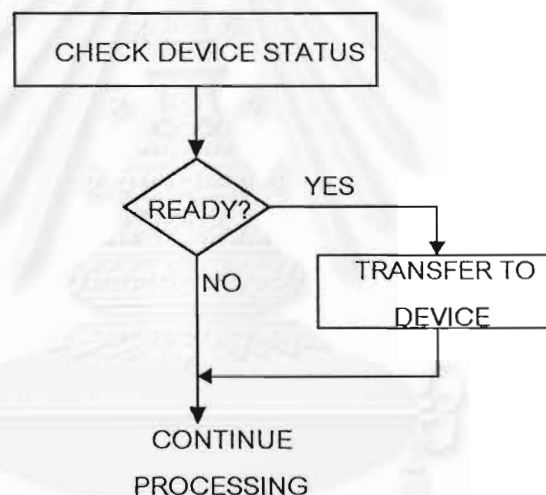 CHECK DEVICE STATUS
READY?
YES
NO
TRANSFER TO
DEVICE
CONTINUE
PROCESSING